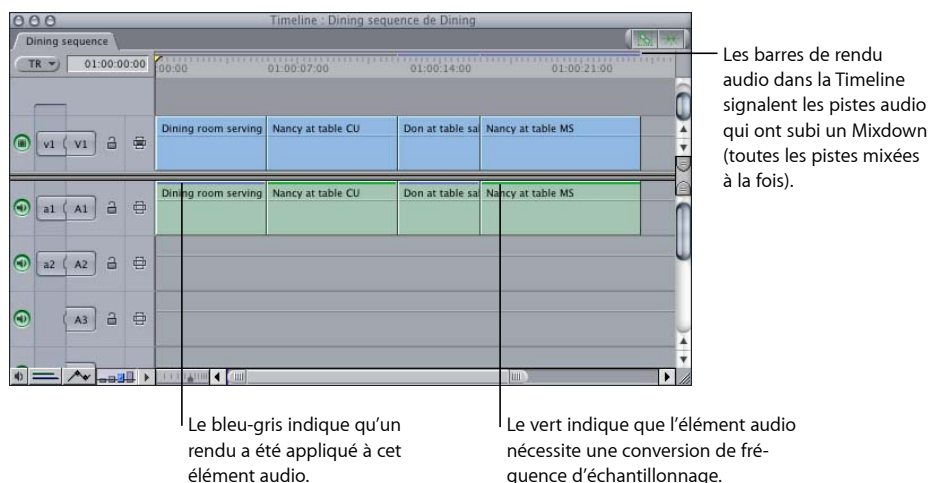 Timeline : Dining sequence de Dining
Dining sequence
TR
01:00:00:00
00:00
01:00:07:00
01:00:14:00
01:00:21:00
v1 V1
Dining room serving
Nancy at table CU
Don at table sa
Nancy at table MS
a1 A1
Dining room serving
Nancy at table CU
Don at table sa
Nancy at table MS
a2 A2
A3
Les barres de rendu
audio dans la Timeline
signalent les pistes audio
qui ont subi un Mixdown
(toutes les pistes mixées
à la fois).
Le bleu-gris indique qu'un
rendu a été appliqué à cet
élément audio.
Le vert indique que l'élément audio
nécessite une conversion de fré-
quence d'échantillonnage.